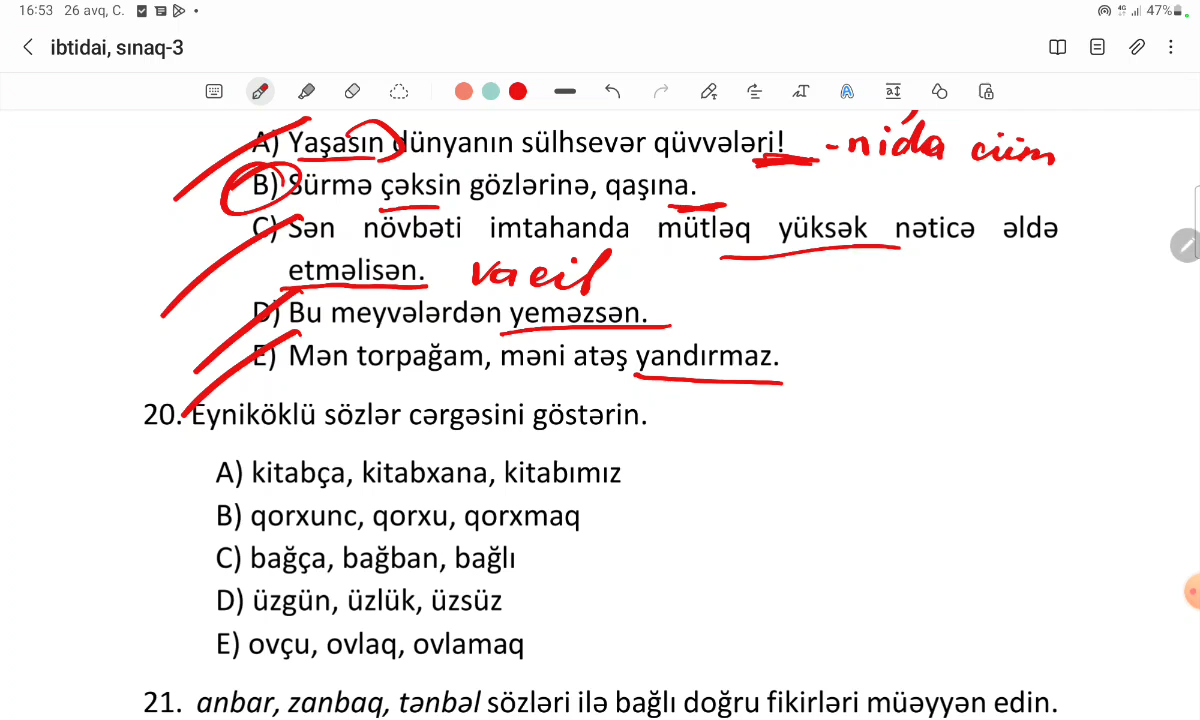 16:53 26 avq, C.
4G 47%
ibtidai, sınaq-3
A) Yaşasın dünyanın sülhsevər qüvvələri! - nida cüm
B) Sürmə çəksin gözlərinə, qaşına.
C) Sən növbəti imtahanda mütləq yüksək nəticə əldə
etməlisən. vacib
D) Bu meyvələrdən yeməzsən.
E) Mən torpağam, məni atəş yandırmaz.
20. Eyniköklü sözlər cərgəsini göstərin.
A) kitabça, kitabxana, kitabımız
B) qorxunc, qorxu, qorxmaq
C) bağça, bağban, bağlı
D) üzgün, üzlük, üzsüz
E) ovçu, ovlaq, ovlamaq
21. anbar, zanbaq, tənbəl sözləri ilə bağlı doğru fikirləri müəyyən edin.